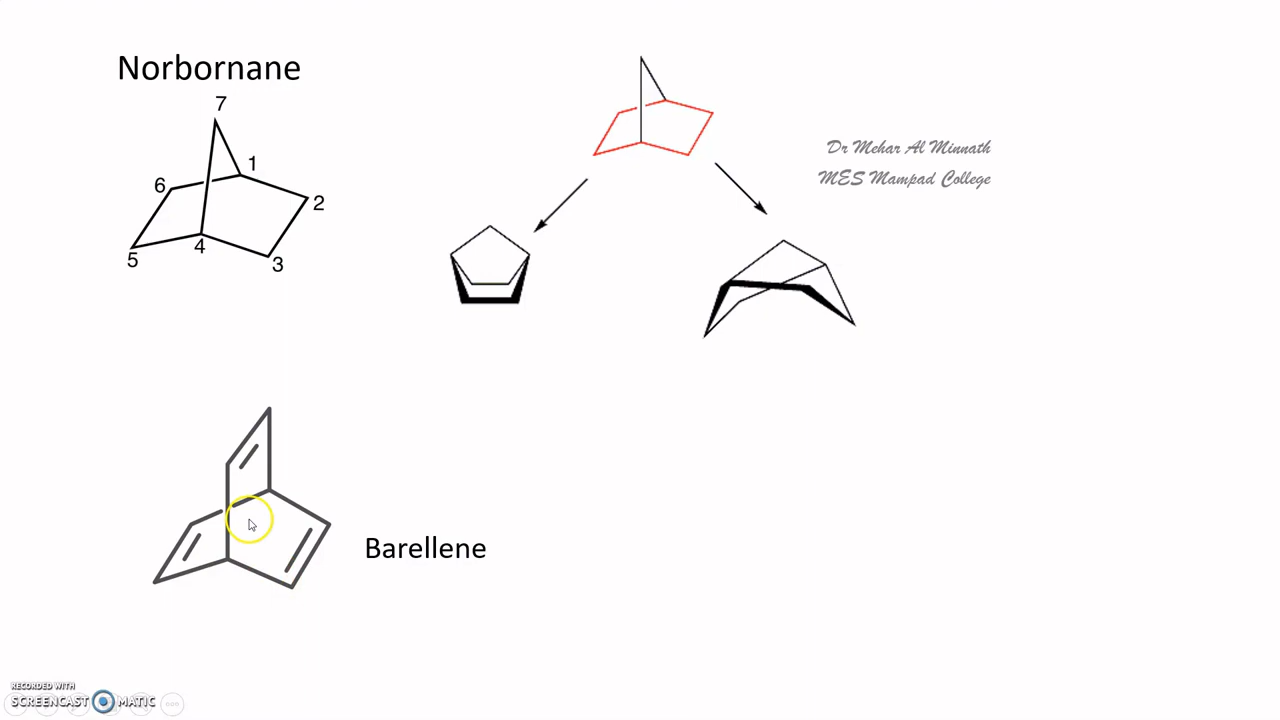 Norbornane
7
1
6
2
4
5
3
Dr Mehar Al Minnath
MES Mampad College
Barellene
RECORDED WITH
SCREENCAST MATIC